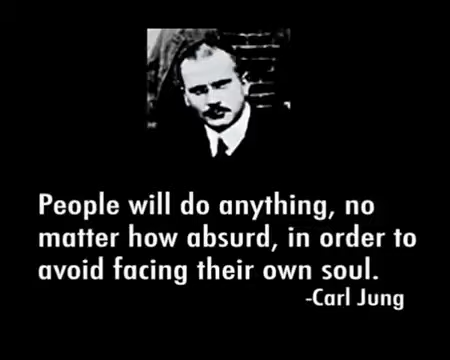 People will do anything, no
matter how absurd, in order to
avoid facing their own soul.
-Carl Jung